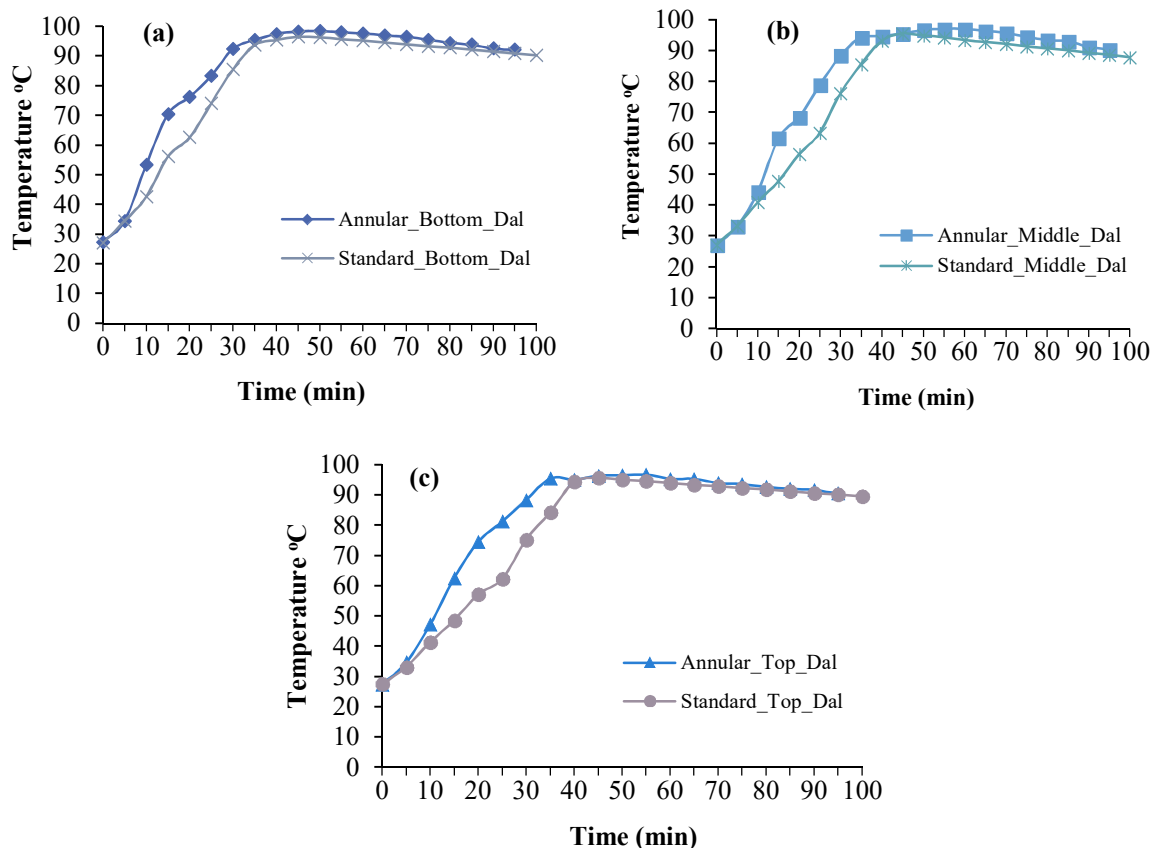 (a)
Temperature ºC
100
90
80
70
60
50
40
30
20
10
0
Annular_Bottom_Dal
Standard_Bottom_Dal
0 10 20 30 40 50 60 70 80 90 100
Time (min)
(b)
Temperature ºC
100
90
80
70
60
50
40
30
20
10
0
Annular_Middle_Dal
Standard_Middle_Dal
0 10 20 30 40 50 60 70 80 90 100
Time (min)
(c)
Temperature ºC
100
90
80
70
60
50
40
30
20
10
0
Annular_Top_Dal
Standard_Top_Dal
0 10 20 30 40 50 60 70 80 90 100
Time (min)